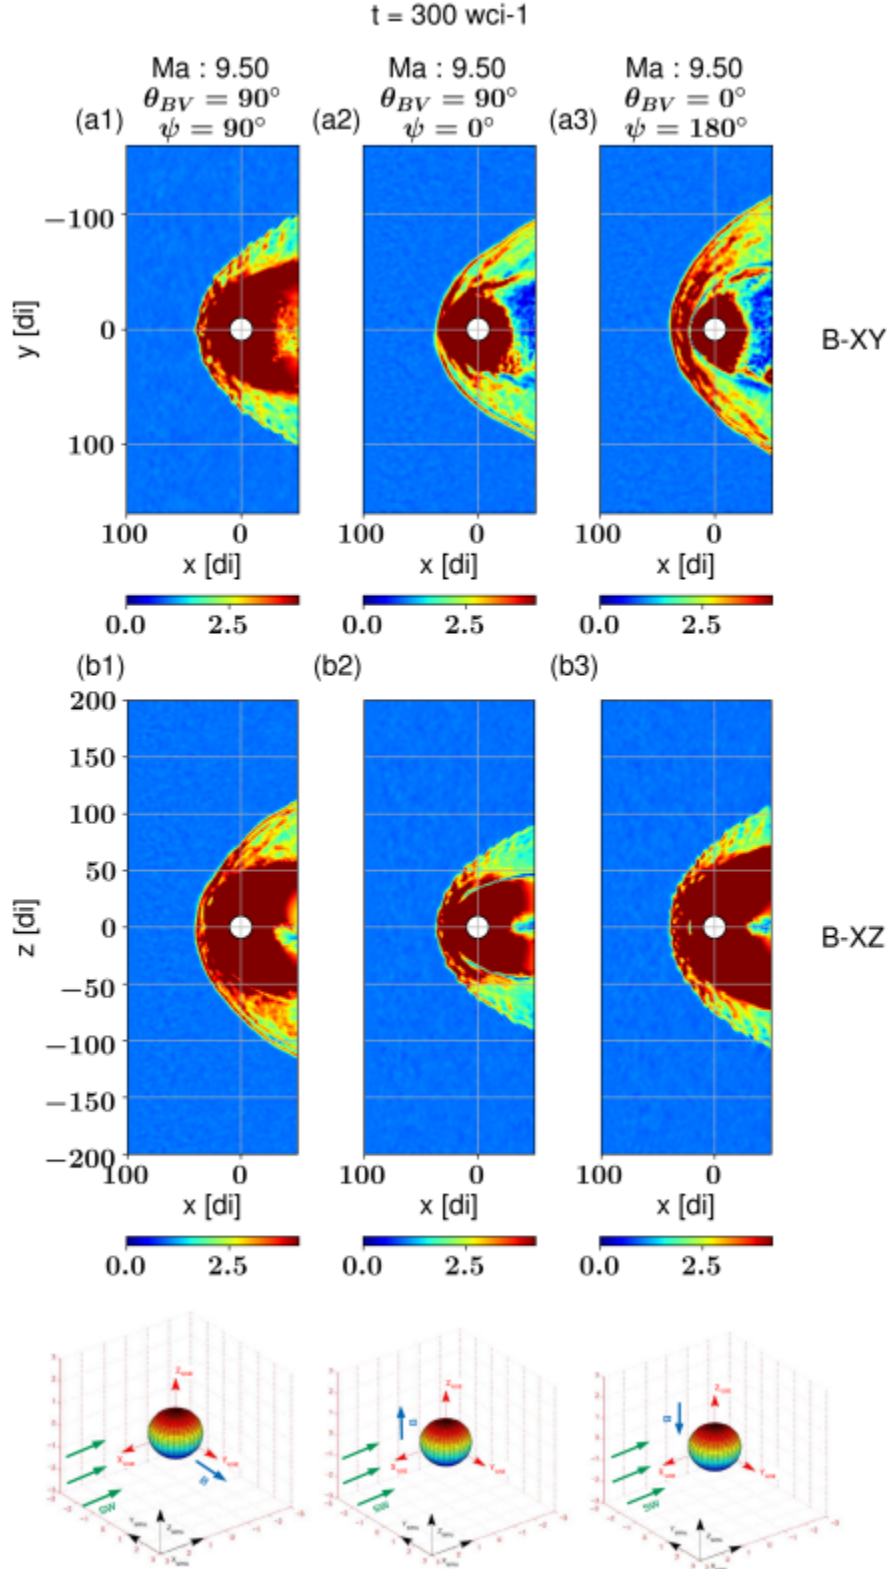 t = 300 wci-1
Ma : 9.50 Ma : 9.50 Ma : 9.50
θBV = 90° θBV = 90° θBV = 0°
(a1) ψ = 90° (a2) ψ = 0° (a3) ψ = 180°
−100
0
100
y [di]
B-XY
100 0 100 0 100 0
x [di] x [di] x [di]
0.0 2.5 0.0 2.5 0.0 2.5
(b1) (b2) (b3)
200
150
100
50
0
−50
−100
−150
−200
z [di]
B-XZ
100 0 100 0 100 0
x [di] x [di] x [di]
0.0 2.5 0.0 2.5 0.0 2.5
SW SW SW
B B B